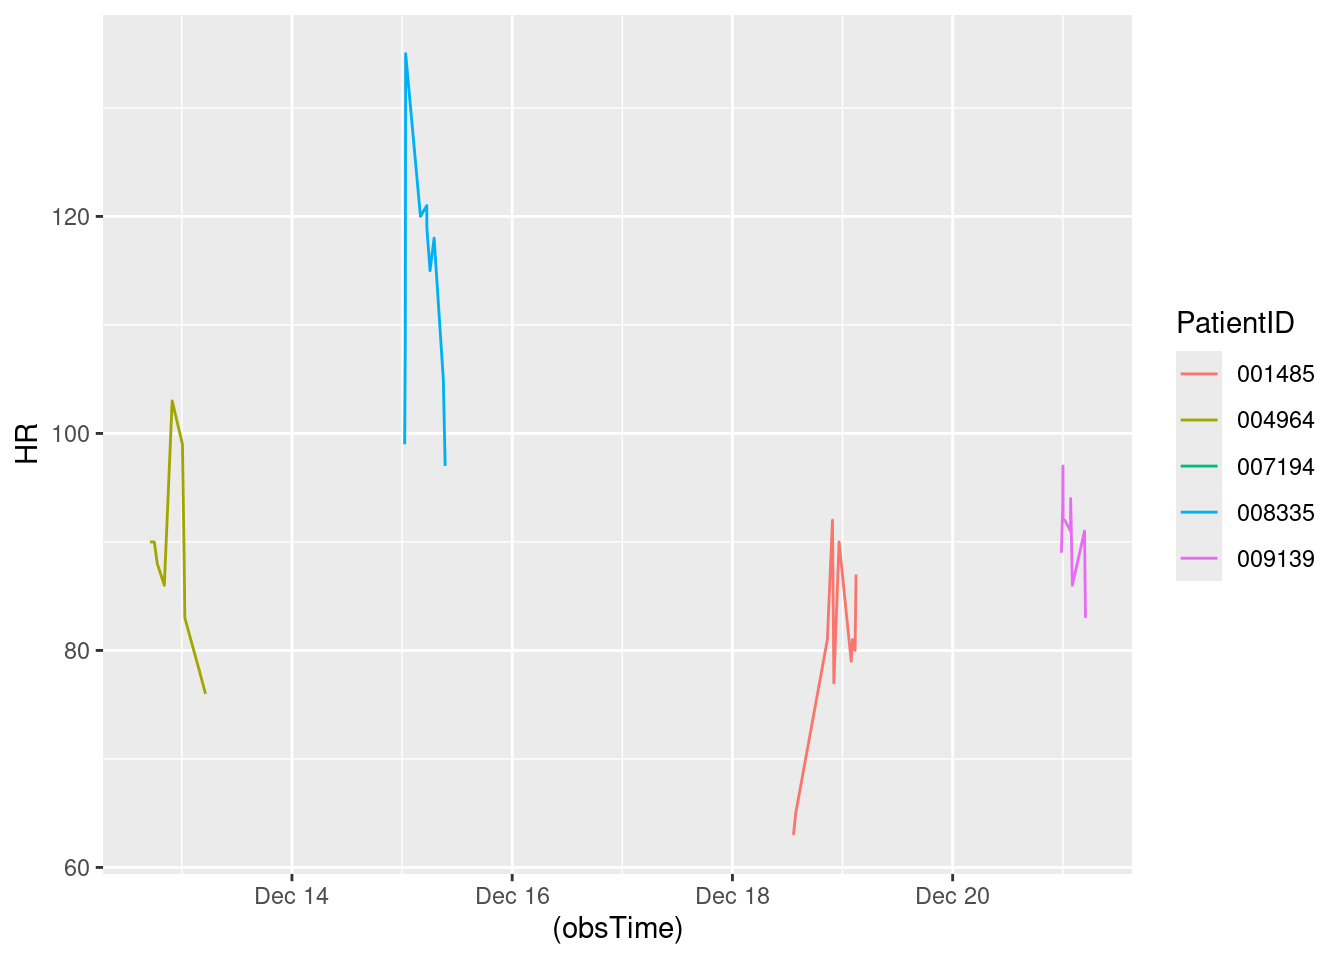 HR
120
100
80
60
Dec 14
Dec 16
Dec 18
Dec 20
(obsTime)
PatientID
001485
004964
007194
008335
009139